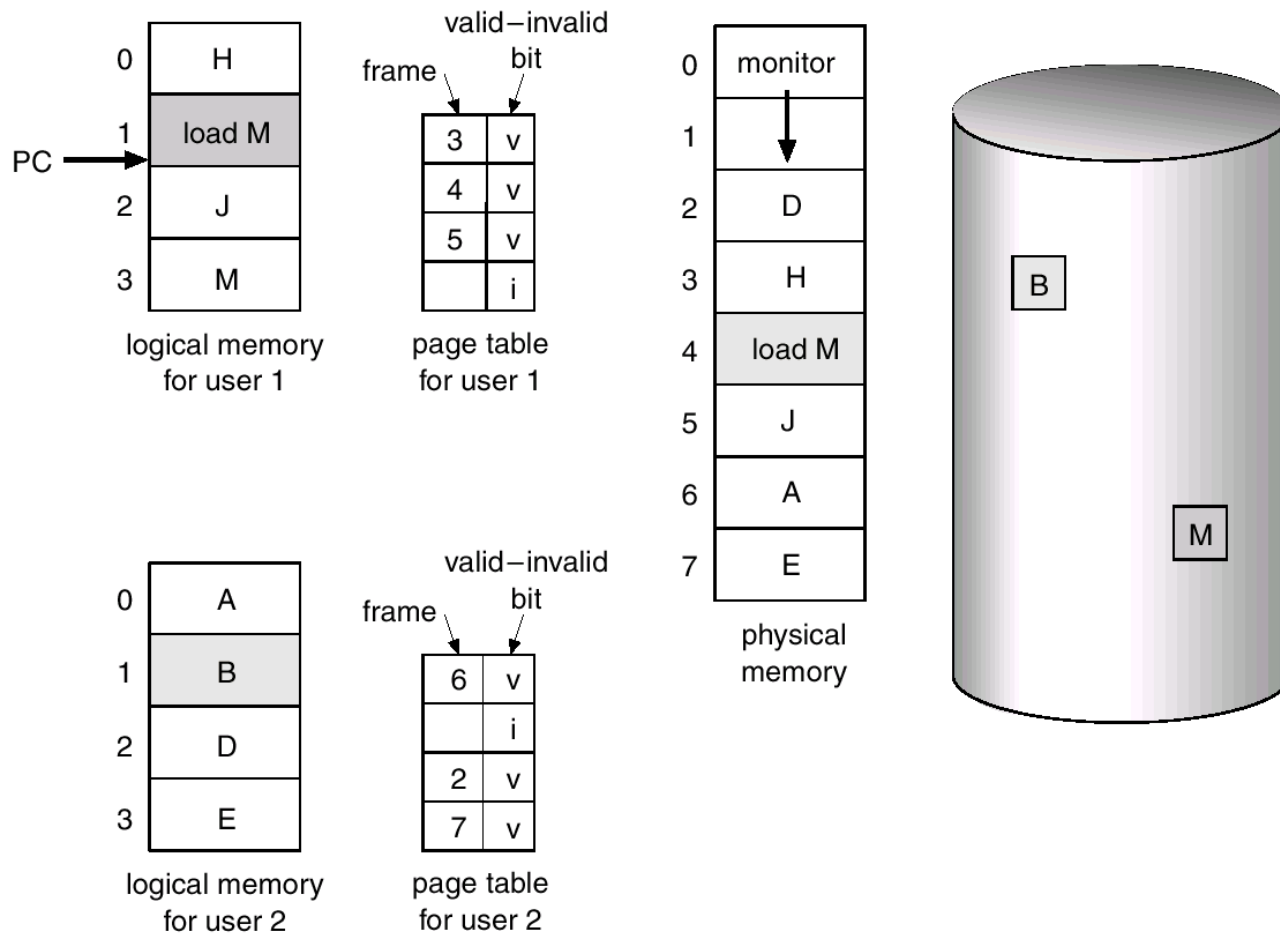 0 H
1 load M
PC
2 J
3 M
logical memory
for user 1
valid–invalid
frame bit
3 v
4 v
5 v
i
page table
for user 1
0 monitor
1
2 D
3 H
4 load M
5 J
6 A
7 E
physical
memory
B
M
0 A
1 B
2 D
3 E
logical memory
for user 2
valid–invalid
frame bit
6 v
i
2 v
7 v
page table
for user 2